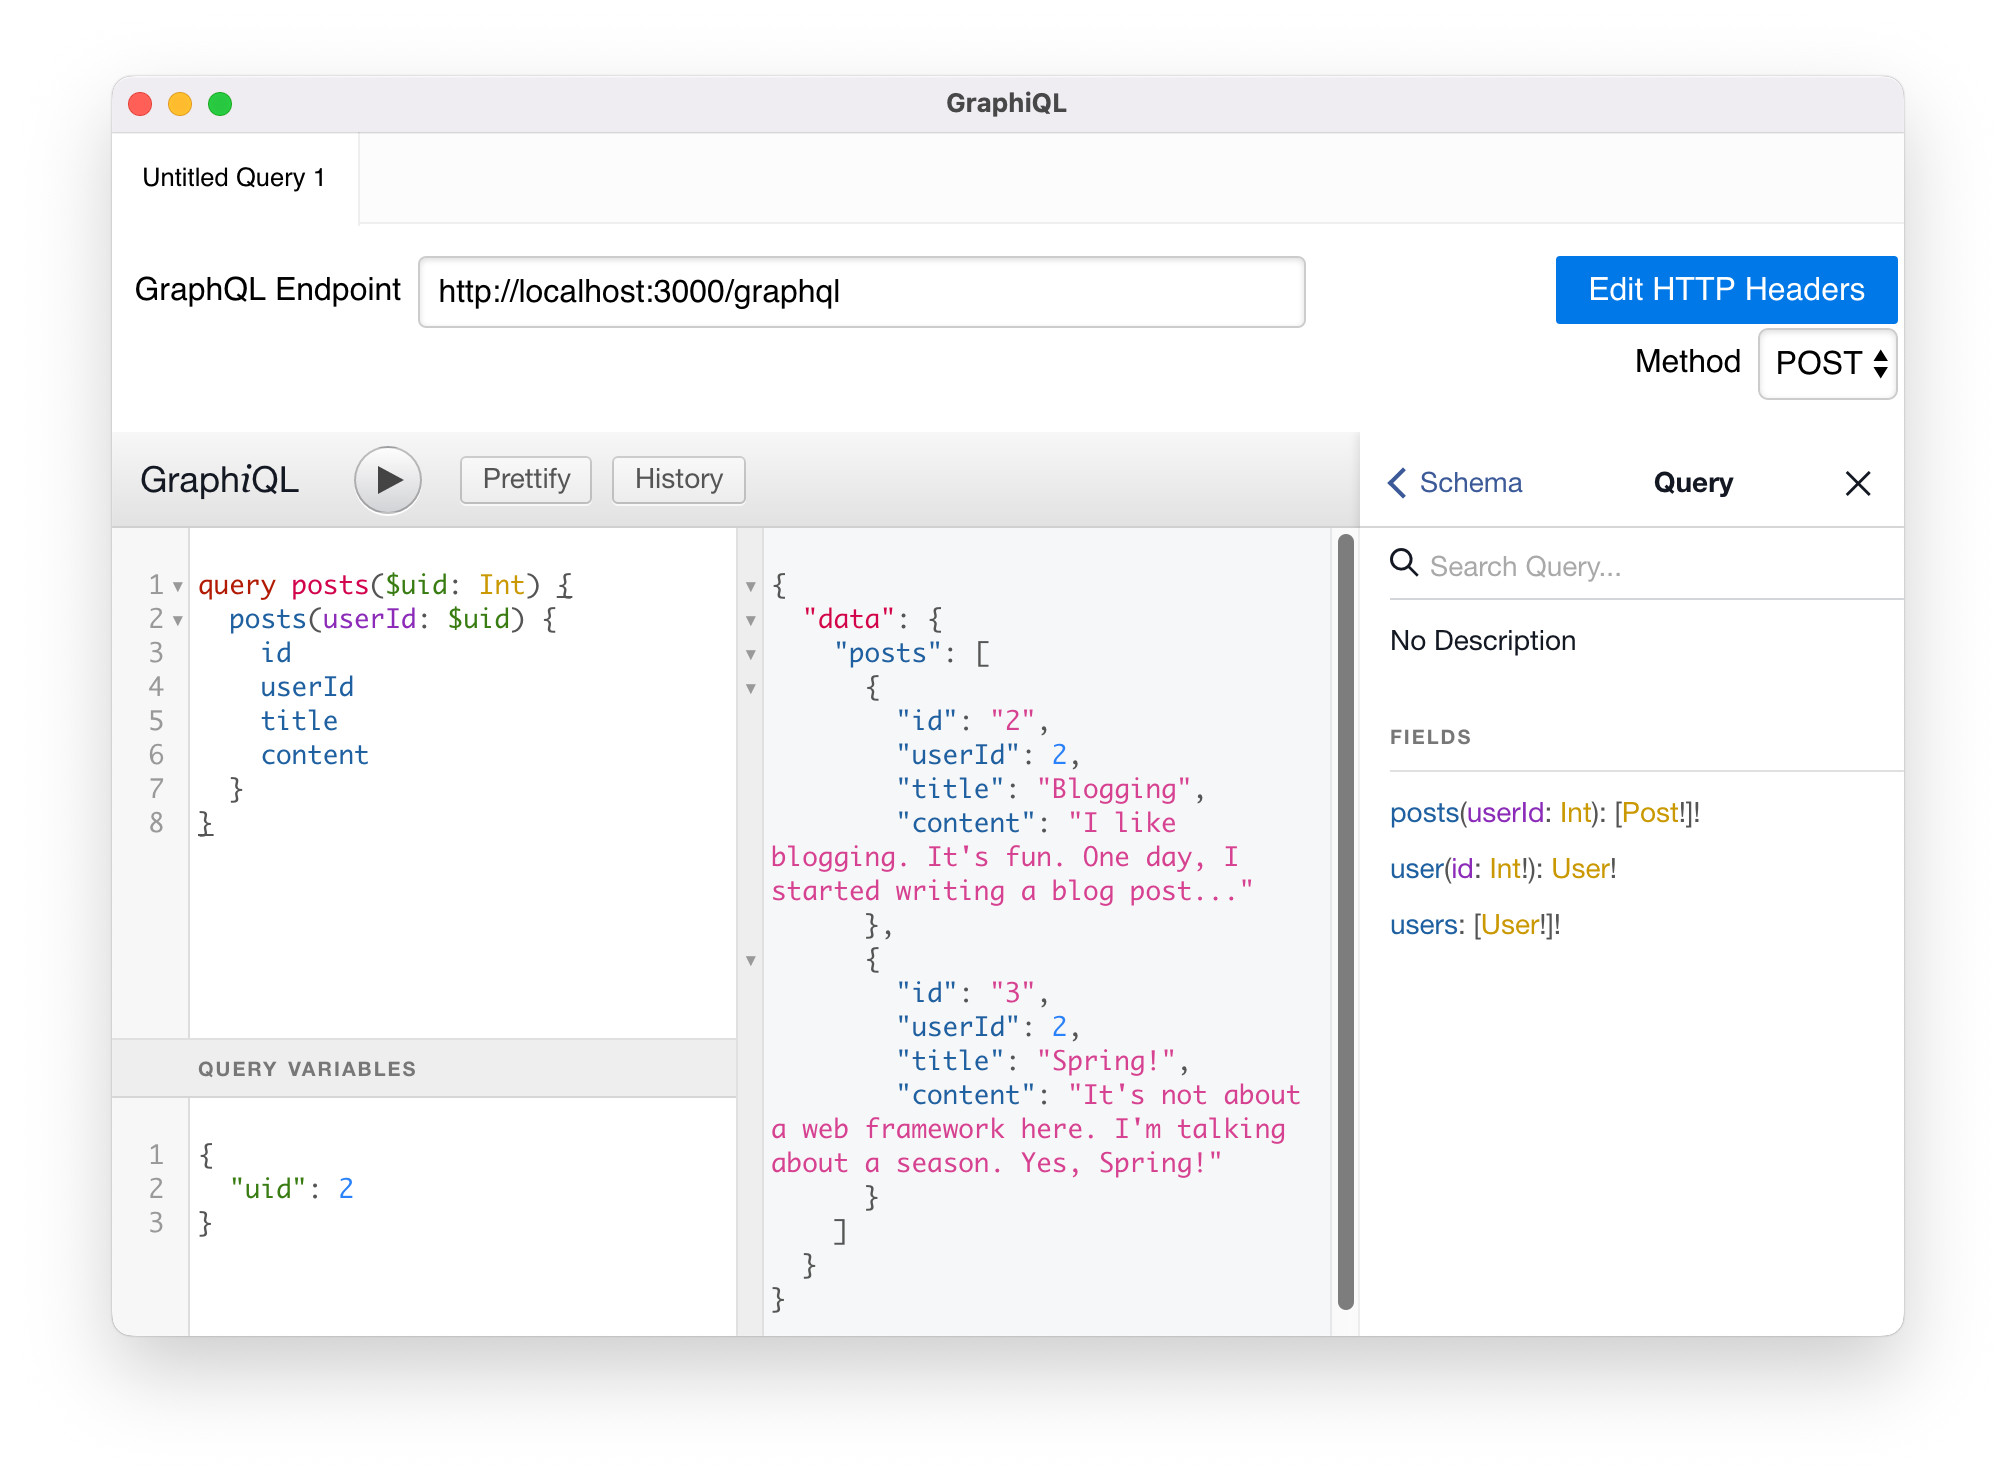 GraphiQL
Untitled Query 1
GraphQL Endpoint
http://localhost:3000/graphql
Edit HTTP Headers
Method
POST
GraphiQL
Prettify
History
1 query posts($uid: Int) {
2   posts(userId: $uid) {
3     id
4     userId
5     title
6     content
7   }
8 }
QUERY VARIABLES
1 {
2   "uid": 2
3 }
{
  "data": {
    "posts": [
      {
        "id": "2",
        "userId": 2,
        "title": "Blogging",
        "content": "I like
blogging. It's fun. One day, I
started writing a blog post..."
      },
      {
        "id": "3",
        "userId": 2,
        "title": "Spring!",
        "content": "It's not about
a web framework here. I'm talking
about a season. Yes, Spring!"
      }
    ]
  }
}
Schema
Query
Search Query...
No Description
FIELDS
posts(userId: Int): [Post!]!
user(id: Int!): User!
users: [User!]!